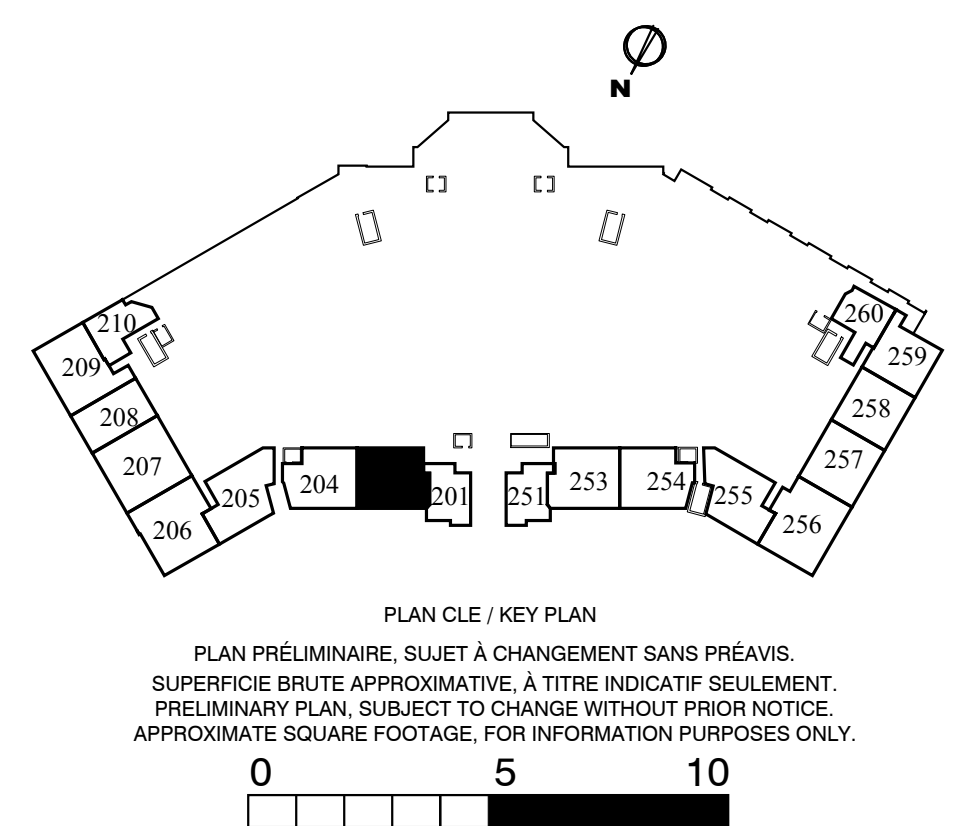 N
210
260
209
259
208
258
207
257
204
253
254
205
201
251
255
206
256
PLAN CLE / KEY PLAN
PLAN PRÉLIMINAIRE, SUJET À CHANGEMENT SANS PRÉAVIS.
SUPERFICIE BRUTE APPROXIMATIVE, À TITRE INDICATIF SEULEMENT.
PRELIMINARY PLAN, SUBJECT TO CHANGE WITHOUT PRIOR NOTICE.
APPROXIMATE SQUARE FOOTAGE, FOR INFORMATION PURPOSES ONLY.
0 5 10